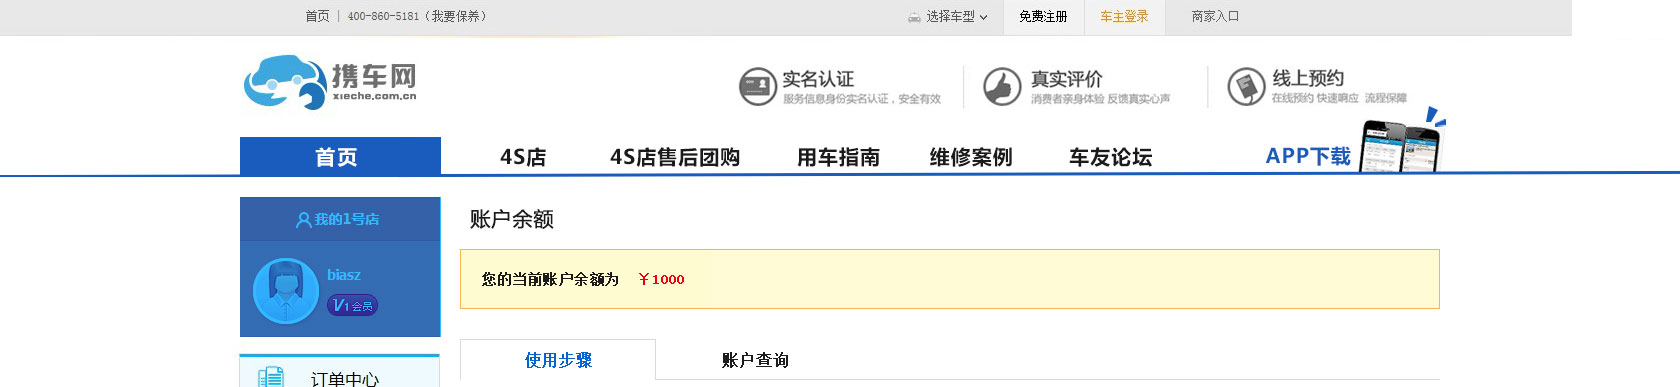 首页 | 400-860-5181（我要保养）
选择车型 免费注册 车主登录 商家入口
携车网
xieche.com.cn
实名认证
服务信息身份实名认证，安全有效
真实评价
消费者亲身体验 反馈真实心声
线上预约
在线预约 快速响应 流程保障
首页 4S店 4S店售后团购 用车指南 维修案例 车友论坛 APP下载
我的1号店
biasz
V1会员
账户余额
您的当前账户余额为 ￥1000
使用步骤 账户查询
订单中心